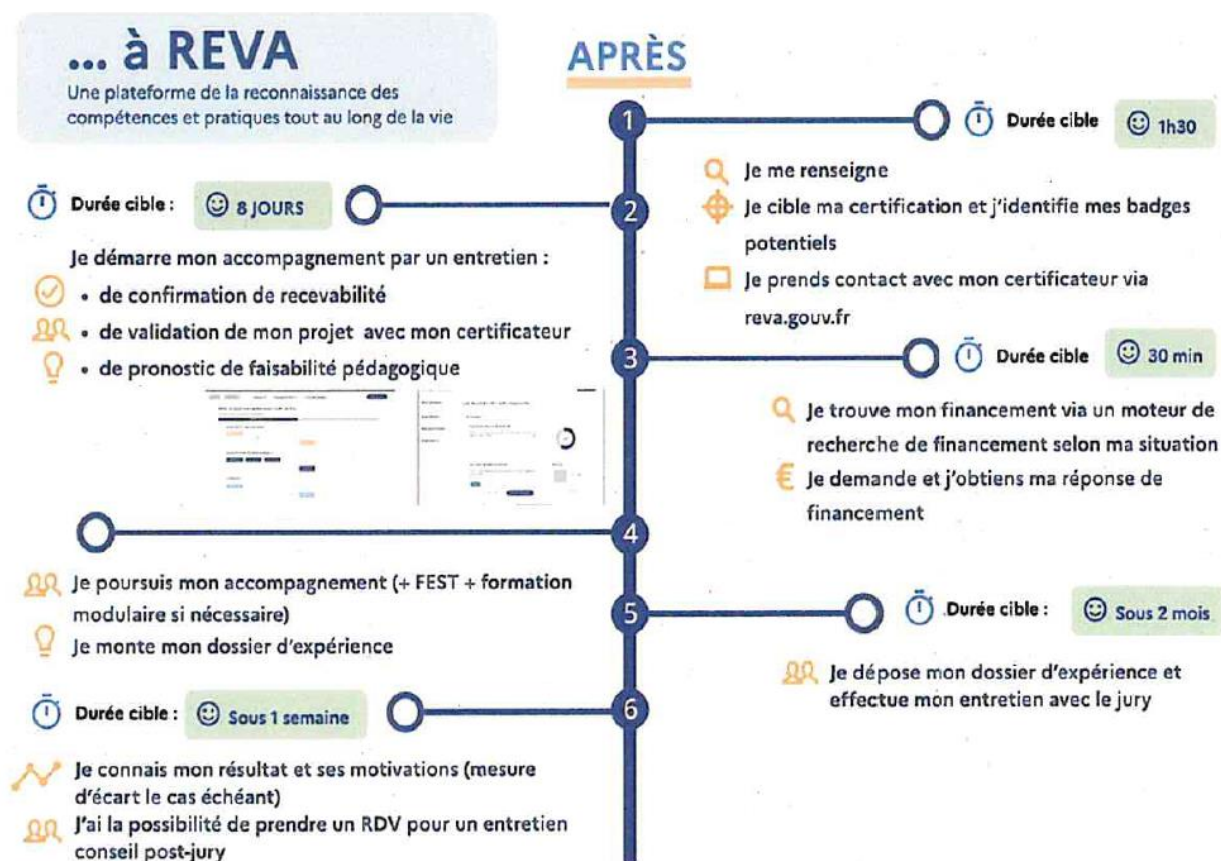 ... à REVA
Une plateforme de la reconnaissance des
compétences et pratiques tout au long de la vie
APRÈS
1
Durée cible
1h30
Je me renseigne
Je cible ma certification et j'identifie mes badges
potentiels
Je prends contact avec mon certificateur via
reva.gouv.fr
2
Durée cible :
8 JOURS
Je démarre mon accompagnement par un entretien :
• de confirmation de recevabilité
• de validation de mon projet avec mon certificateur
• de pronostic de faisabilité pédagogique
3
Durée cible
30 min
Je trouve mon financement via un moteur de
recherche de financement selon ma situation
€ Je demande et j'obtiens ma réponse de
financement
4
Je poursuis mon accompagnement (+ FEST + formation
modulaire si nécessaire)
Je monte mon dossier d'expérience
5
Durée cible :
Sous 2 mois
Je dépose mon dossier d'expérience et
effectue mon entretien avec le jury
6
Durée cible :
Sous 1 semaine
Je connais mon résultat et ses motivations (mesure
d'écart le cas échéant)
J'ai la possibilité de prendre un RDV pour un entretien
conseil post-jury